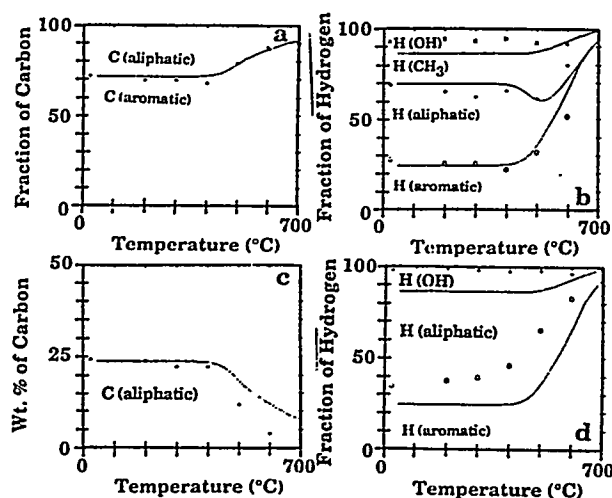 100
50
0
0
700
Fraction of Carbon
Temperature (°C)
a
C (aliphatic)
C (aromatic)
100
50
0
0
700
Fraction of Hydrogen
Temperature (°C)
b
H (OH)
H (CH3)
H (aliphatic)
H (aromatic)
50
25
0
0
700
Wt. % of Carbon
Temperature (°C)
c
C (aliphatic)
100
50
0
0
700
Fraction of Hydrogen
Temperature (°C)
d
H (OH)
H (aliphatic)
H (aromatic)